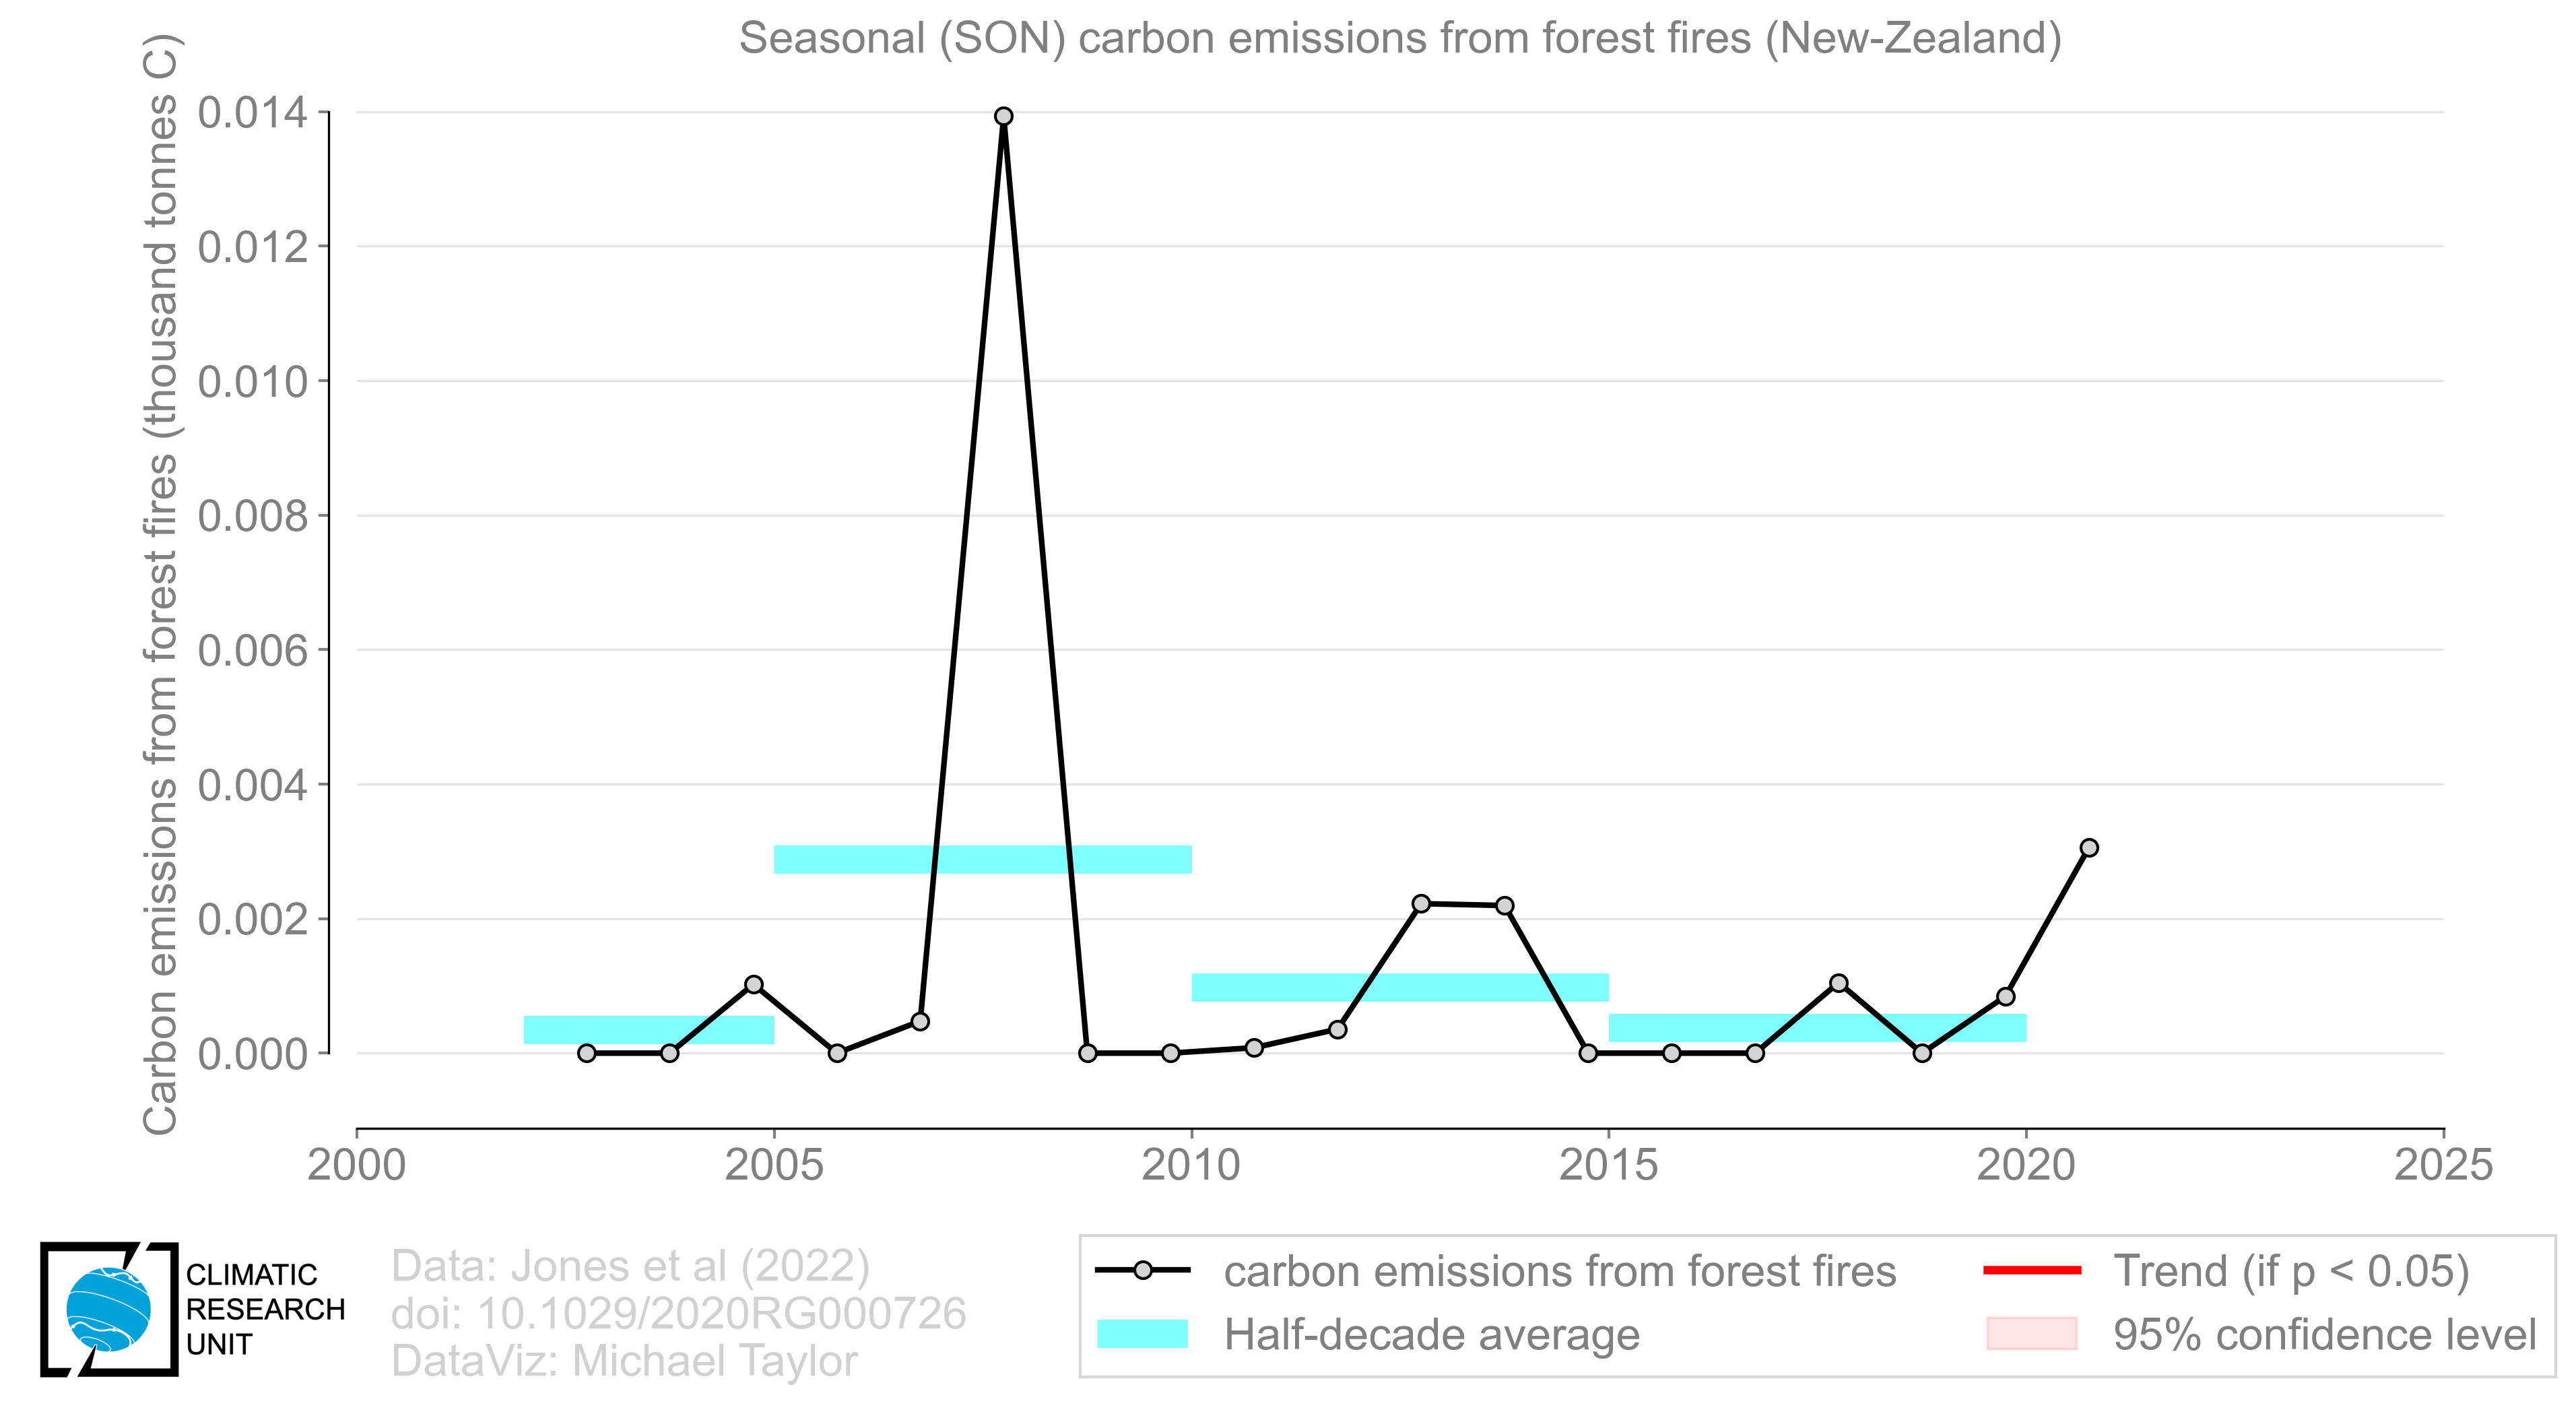 Seasonal (SON) carbon emissions from forest fires (New-Zealand)
Carbon emissions from forest fires (thousand tonnes C)
0.014
0.012
0.010
0.008
0.006
0.004
0.002
0.000
2000
2005
2010
2015
2020
2025
CLIMATIC
RESEARCH
UNIT
Data: Jones et al (2022)
doi: 10.1029/2020RG000726
DataViz: Michael Taylor
carbon emissions from forest fires
Half-decade average
Trend (if p < 0.05)
95% confidence level